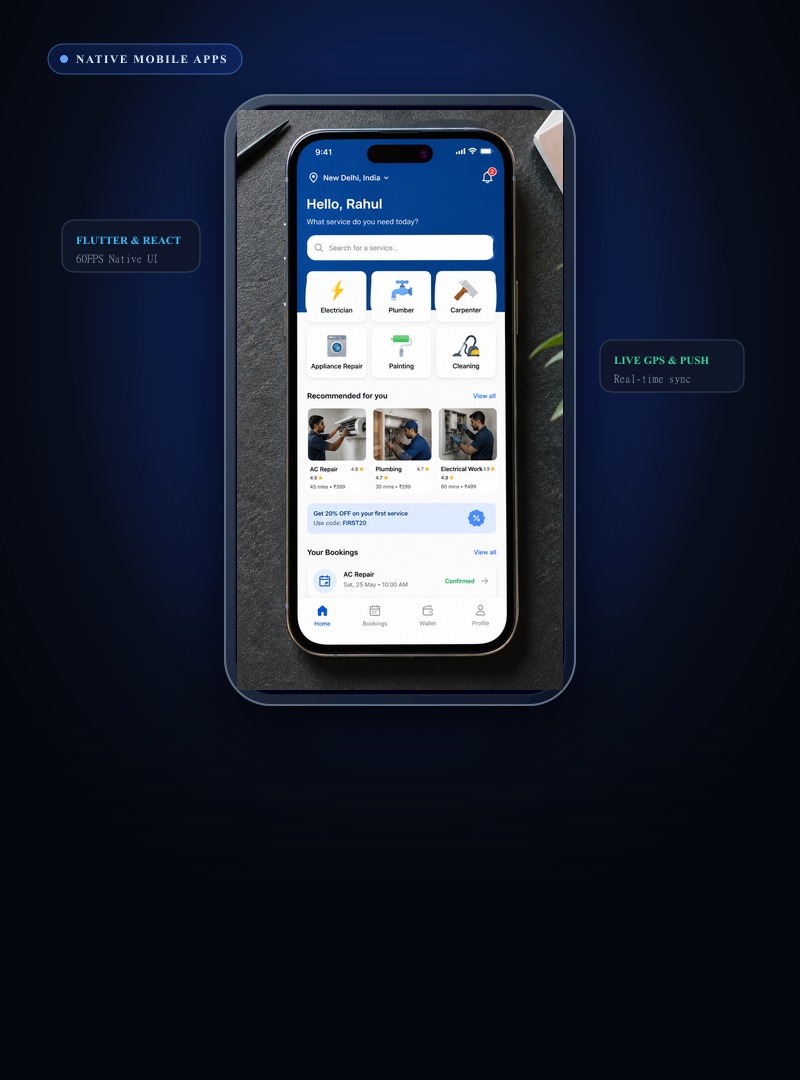 NATIVE MOBILE APPS
9:41
New Delhi, India
2
Hello, Rahul
What service do you need today?
Search for a service...
FLUTTER & REACT
60FPS Native UI
Electrician
Plumber
Carpenter
LIVE GPS & PUSH
Real-time sync
Appliance Repair
Painting
Cleaning
Recommended for you
View all
AC Repair 4.8 ★
4.8 ★
45 mins • ₹399
Plumbing 4.7 ★
4.7 ★
30 mins • ₹299
Electrical Work 4.9 ★
4.9 ★
60 mins • ₹499
Get 20% OFF on your first service
Use code: FIRST20
%
Your Bookings
View all
AC Repair
Sat, 25 May • 10:00 AM
Confirmed
Home
Bookings
Wallet
Profile